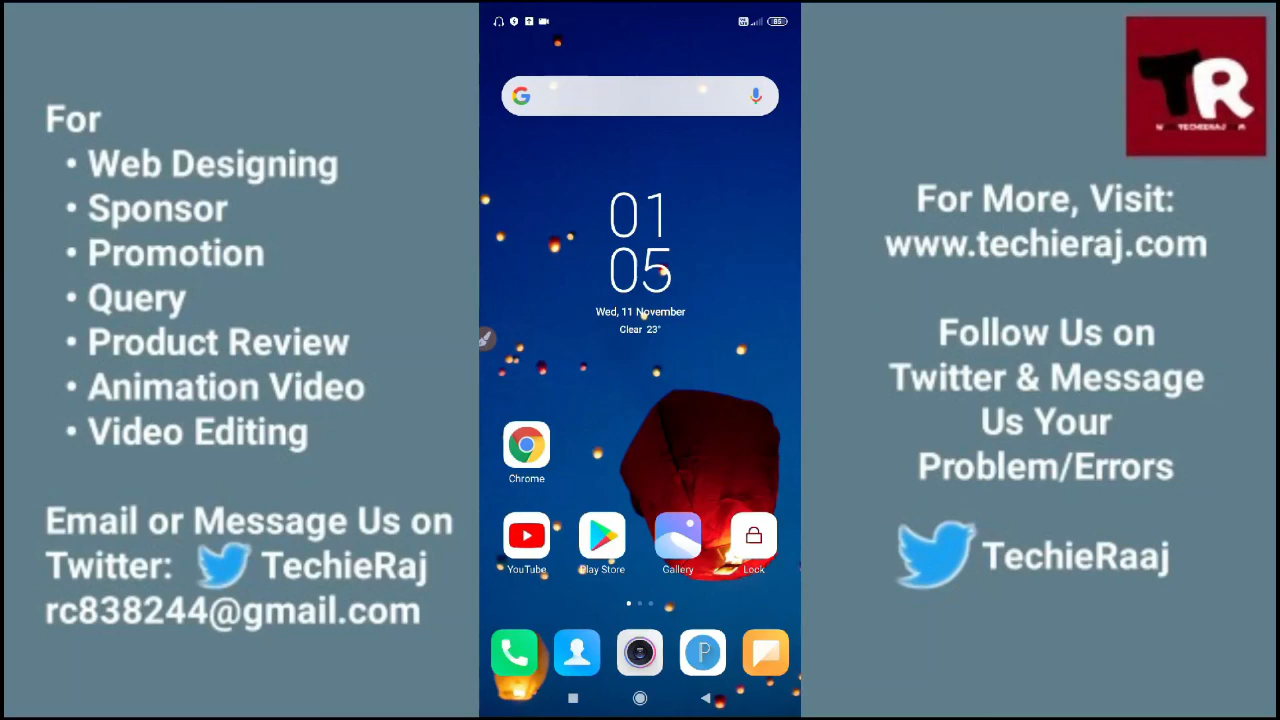 For
• Web Designing
• Sponsor
• Promotion
• Query
• Product Review
• Animation Video
• Video Editing
Email or Message Us on
Twitter: TechieRaj
rc838244@gmail.com
85
01
05
Wed, 11 November
Clear 23°
Chrome
YouTube
Play Store
Gallery
Lock
P
TR
For More, Visit:
www.techieraj.com
Follow Us on
Twitter & Message
Us Your
Problem/Errors
TechieRaaj